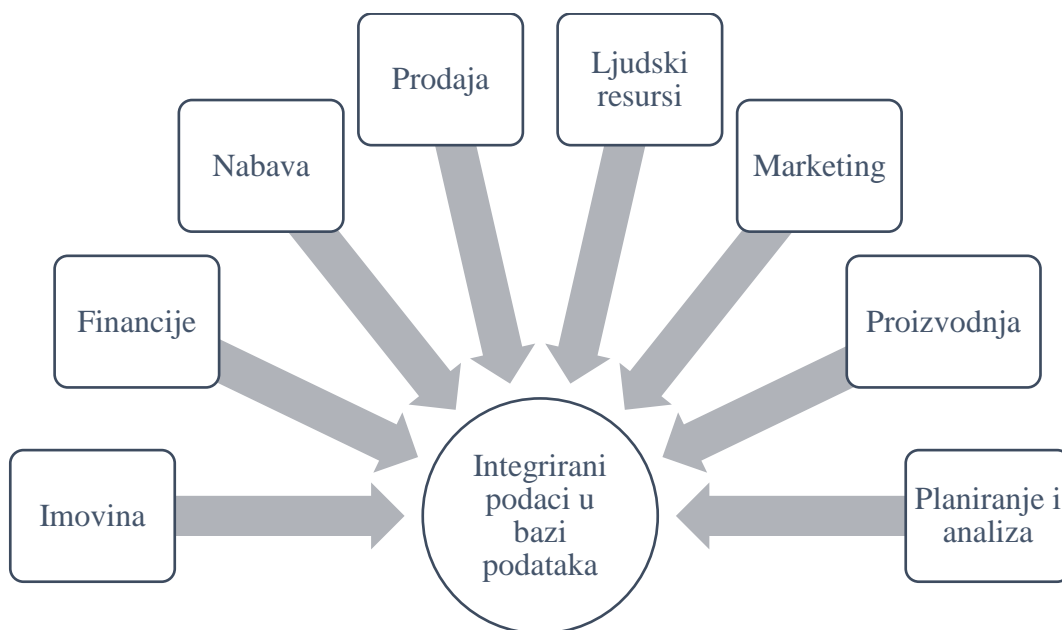 Prodaja
Ljudski
resursi
Nabava
Marketing
Financije
Proizvodnja
Imovina
Integrirani
podaci u
bazi
podataka
Planiranje i
analiza